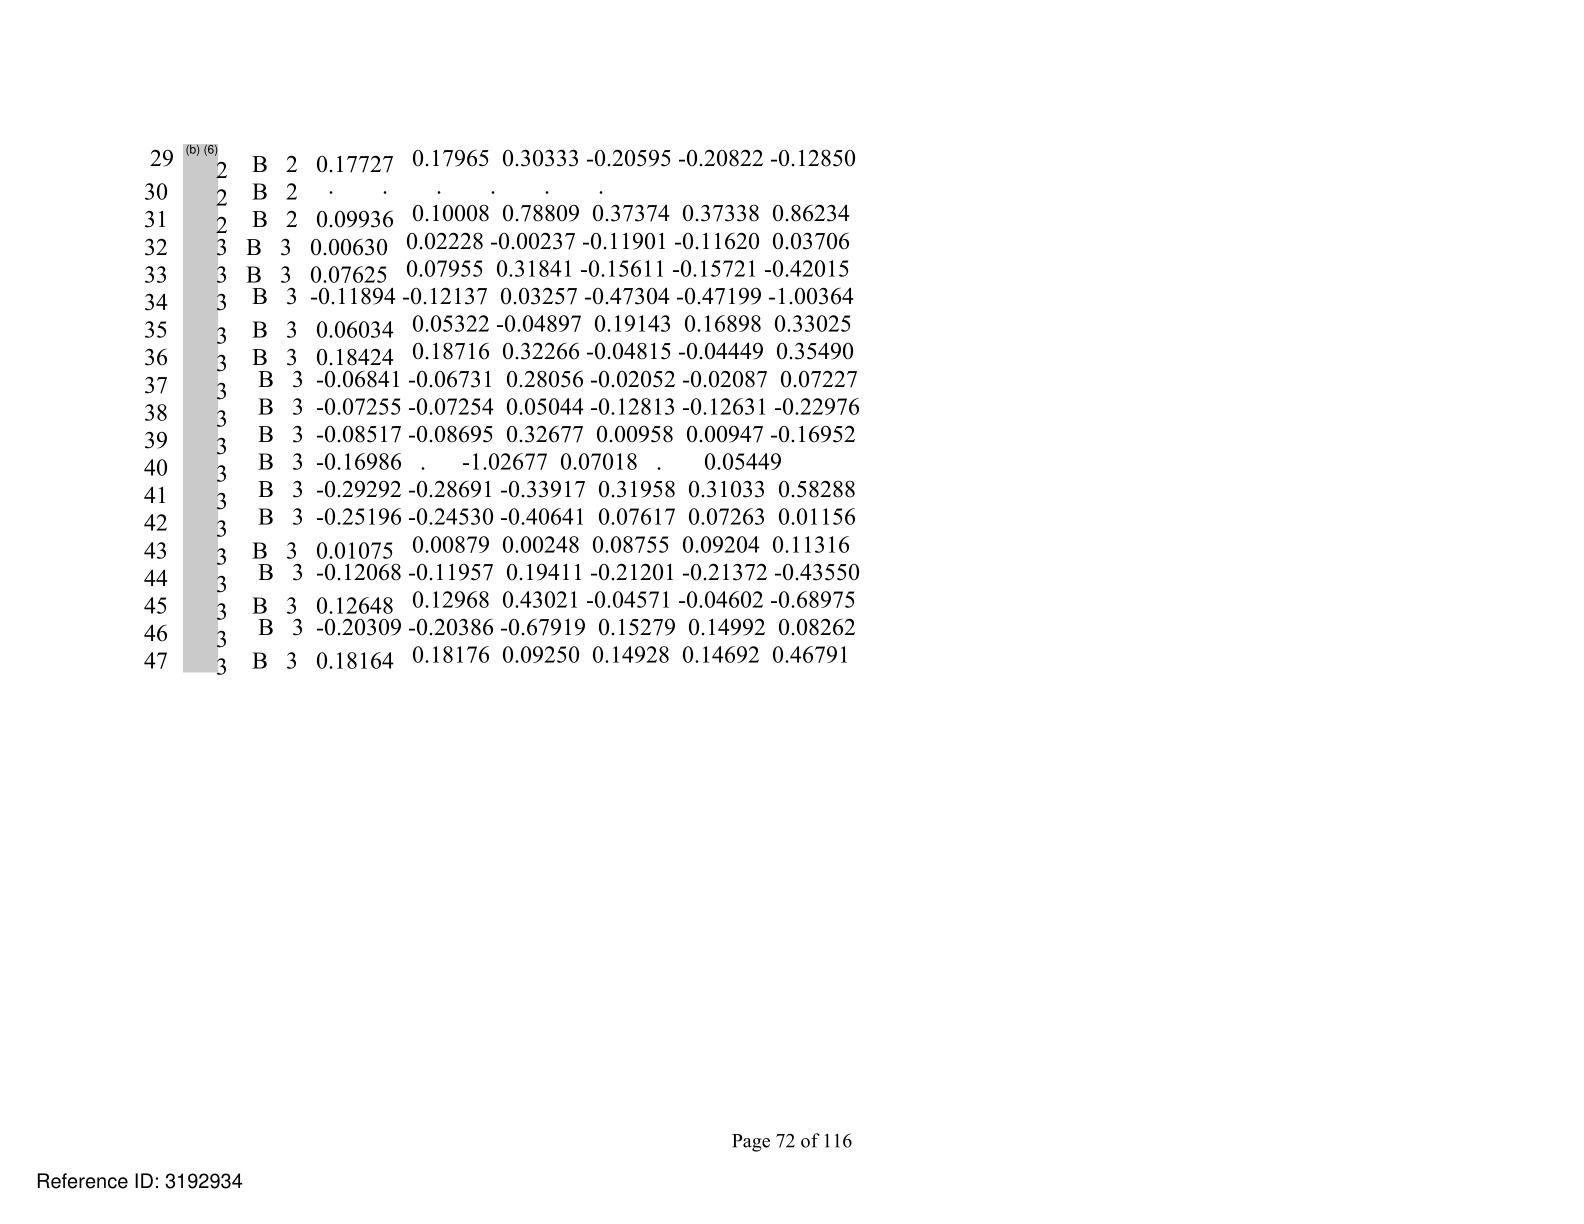 29 (b) (6) 2 B 2 0.17727 0.17965 0.30333 -0.20595 -0.20822 -0.12850
30 2 B 2 . . . . . .
31 2 B 2 0.09936 0.10008 0.78809 0.37374 0.37338 0.86234
32 3 B 3 0.00630 0.02228 -0.00237 -0.11901 -0.11620 0.03706
33 3 B 3 0.07625 0.07955 0.31841 -0.15611 -0.15721 -0.42015
34 3 B 3 -0.11894 -0.12137 0.03257 -0.47304 -0.47199 -1.00364
35 3 B 3 0.06034 0.05322 -0.04897 0.19143 0.16898 0.33025
36 3 B 3 0.18424 0.18716 0.32266 -0.04815 -0.04449 0.35490
37 3 B 3 -0.06841 -0.06731 0.28056 -0.02052 -0.02087 0.07227
38 3 B 3 -0.07255 -0.07254 0.05044 -0.12813 -0.12631 -0.22976
39 3 B 3 -0.08517 -0.08695 0.32677 0.00958 0.00947 -0.16952
40 3 B 3 -0.16986 . -1.02677 0.07018 . 0.05449
41 3 B 3 -0.29292 -0.28691 -0.33917 0.31958 0.31033 0.58288
42 3 B 3 -0.25196 -0.24530 -0.40641 0.07617 0.07263 0.01156
43 3 B 3 0.01075 0.00879 0.00248 0.08755 0.09204 0.11316
44 3 B 3 -0.12068 -0.11957 0.19411 -0.21201 -0.21372 -0.43550
45 3 B 3 0.12648 0.12968 0.43021 -0.04571 -0.04602 -0.68975
46 3 B 3 -0.20309 -0.20386 -0.67919 0.15279 0.14992 0.08262
47 3 B 3 0.18164 0.18176 0.09250 0.14928 0.14692 0.46791
Page 72 of 116
Reference ID: 3192934